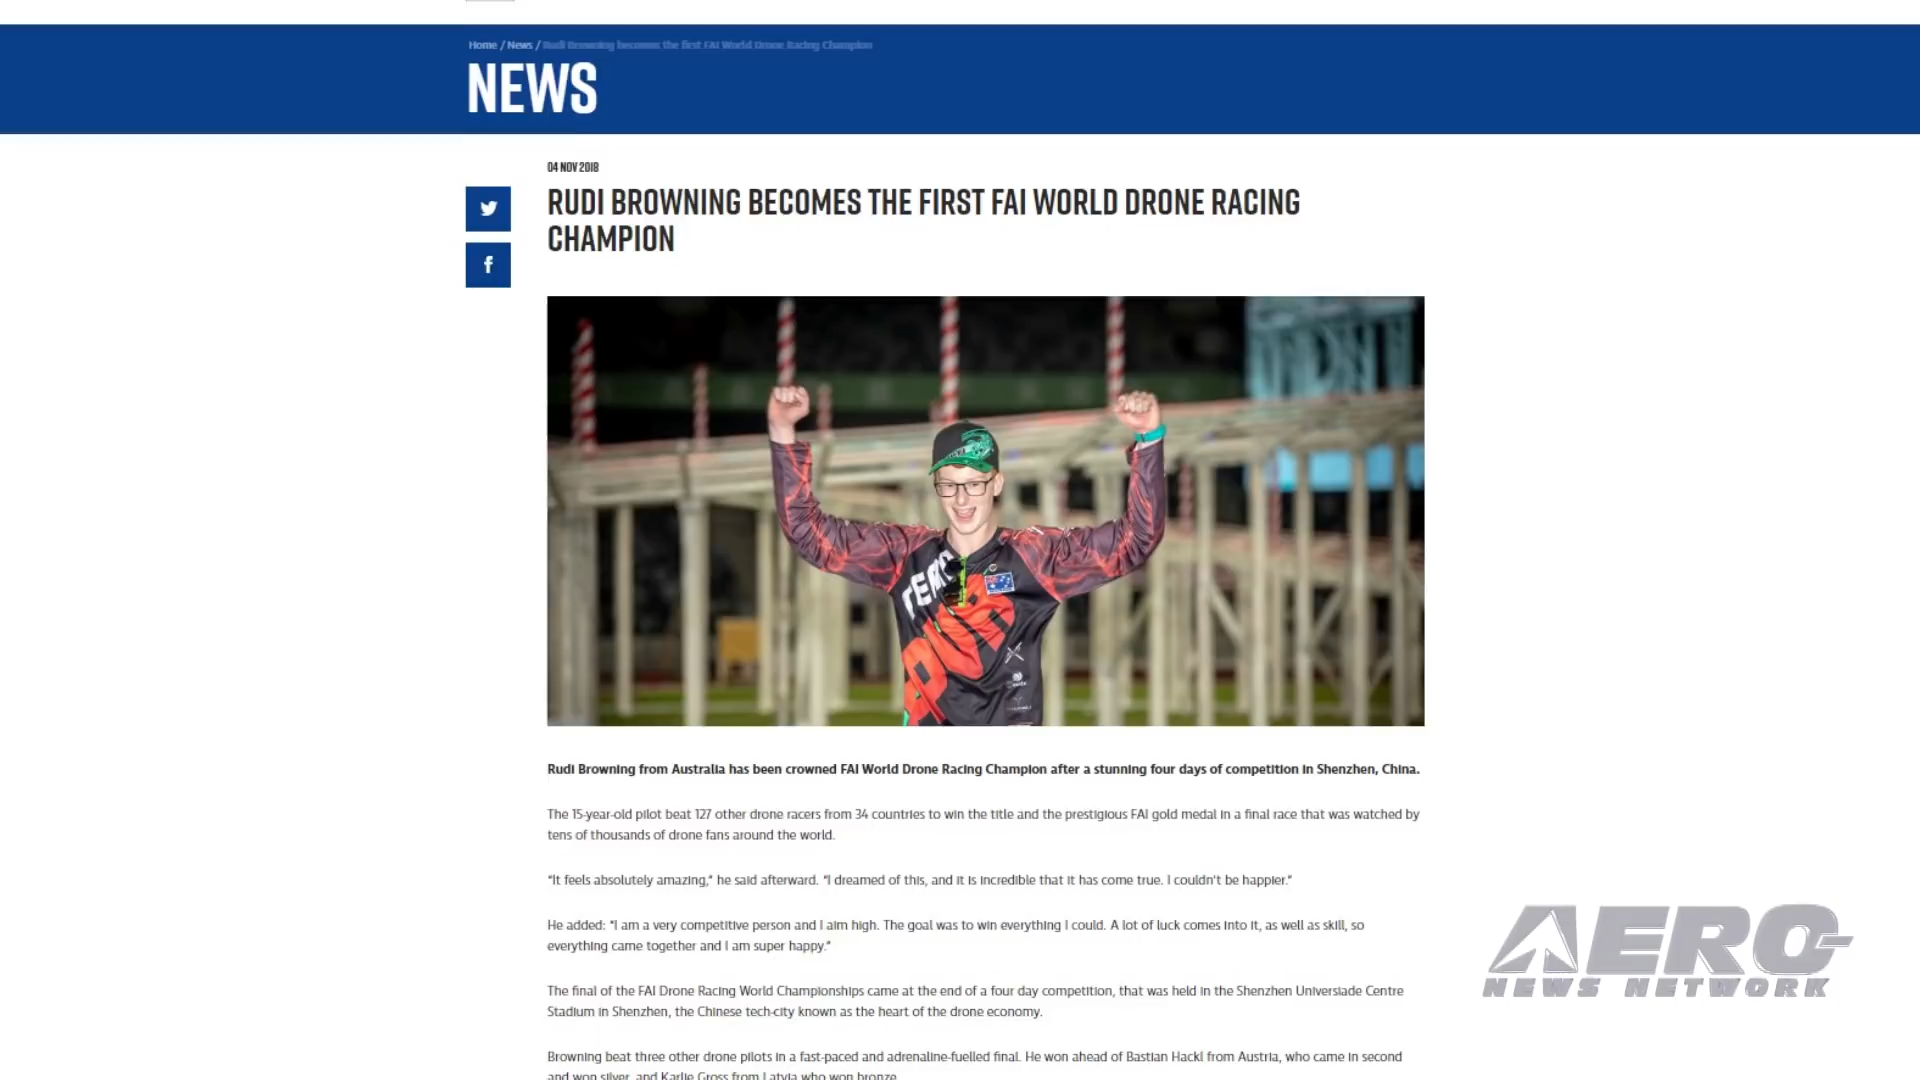 Home / News / Rudi Browning becomes the first FAI World Drone Racing Champion
NEWS
04 NOV 2018
RUDI BROWNING BECOMES THE FIRST FAI WORLD DRONE RACING
CHAMPION
TEAM
Rudi Browning from Australia has been crowned FAI World Drone Racing Champion after a stunning four days of competition in Shenzhen, China.
The 15-year-old pilot beat 127 other drone racers from 34 countries to win the title and the prestigious FAI gold medal in a final race that was watched by
tens of thousands of drone fans around the world.
"It feels absolutely amazing," he said afterward. "I dreamed of this, and it is incredible that it has come true. I couldn't be happier."
He added: "I am a very competitive person and I aim high. The goal was to win everything I could. A lot of luck comes into it, as well as skill, so
everything came together and I am super happy."
The final of the FAI Drone Racing World Championships came at the end of a four day competition, that was held in the Shenzhen Universiade Centre
Stadium in Shenzhen, the Chinese tech-city known as the heart of the drone economy.
Browning beat three other drone pilots in a fast-paced and adrenaline-fuelled final. He won ahead of Bastian Hackl from Austria, who came in second
and won silver, and Karlie Gross from Latvia who won bronze.
AERO-
NEWS NETWORK